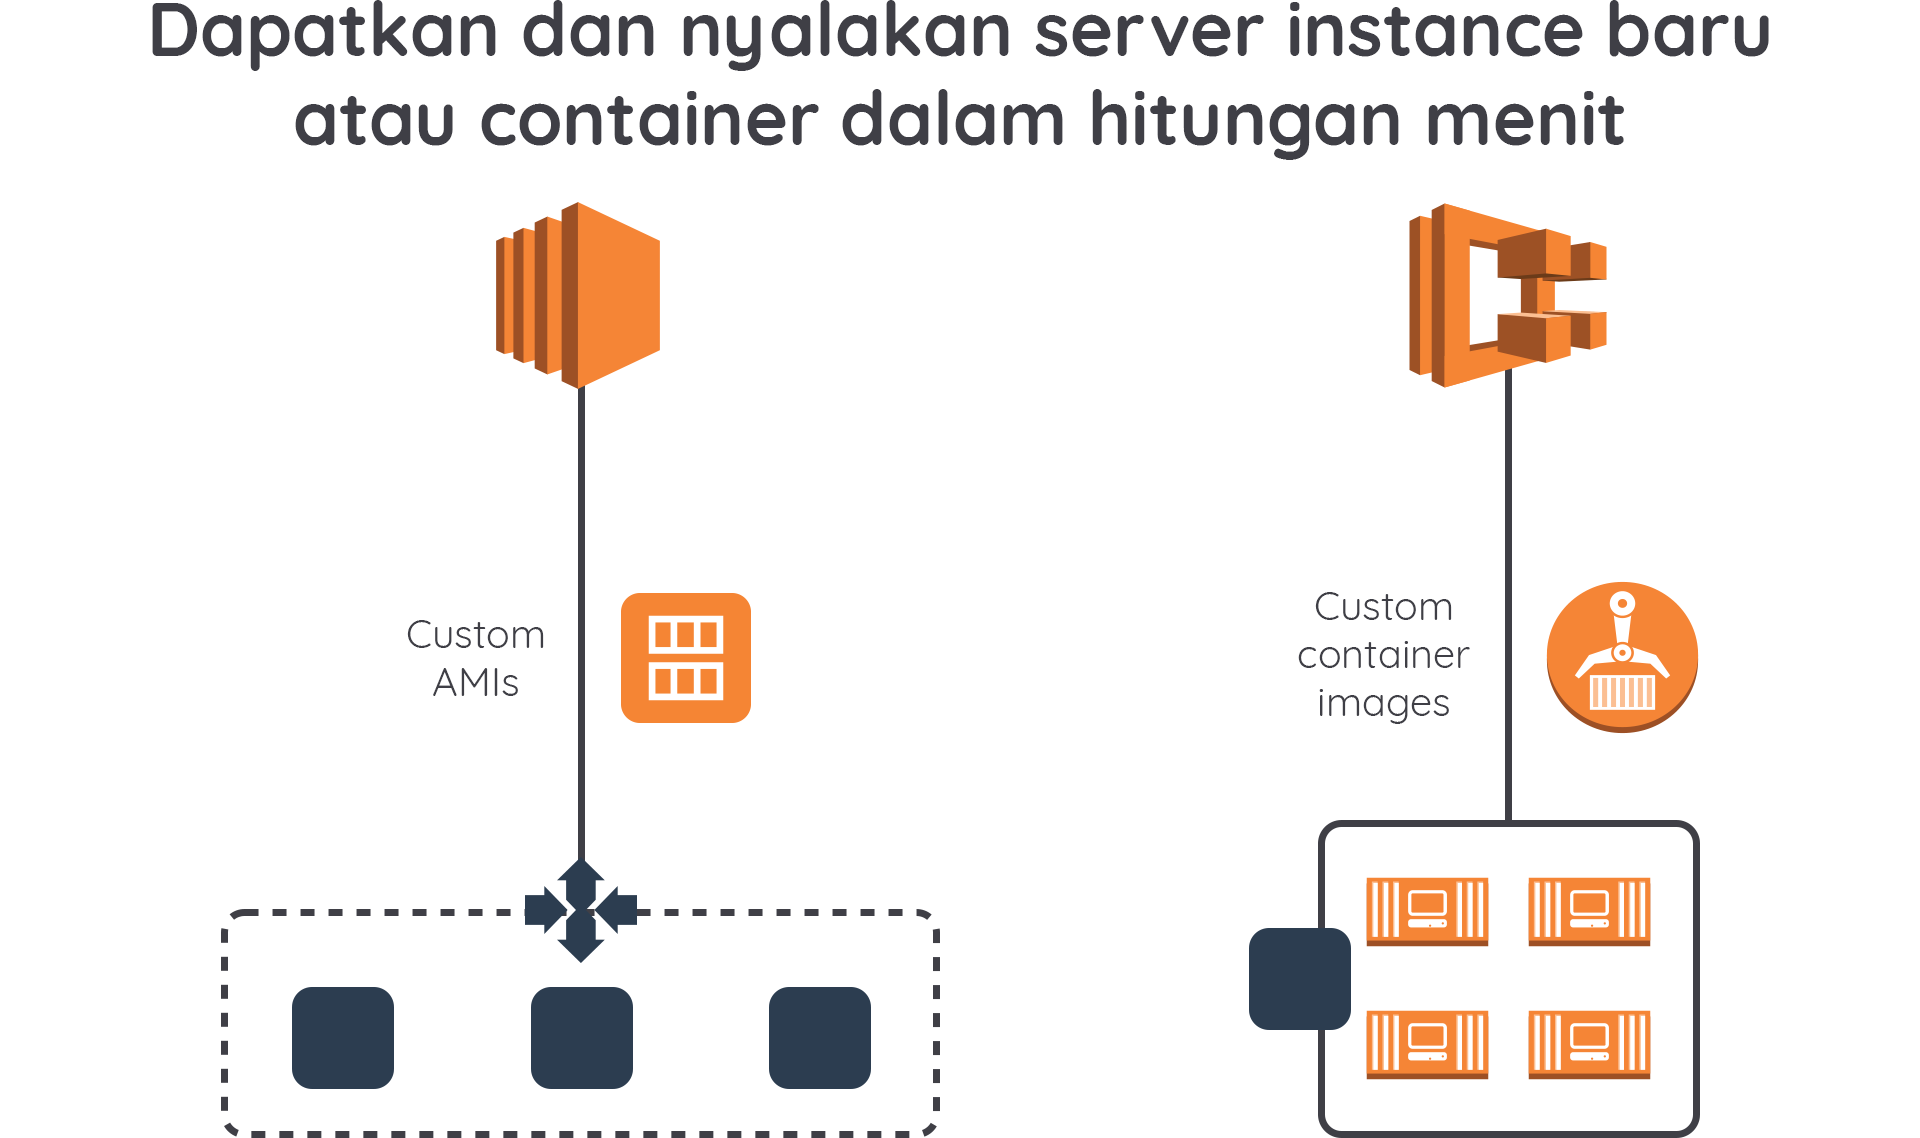 Dapatkan dan nyalakan server instance baru
atau container dalam hitungan menit
Custom
AMIs
Custom
container
images